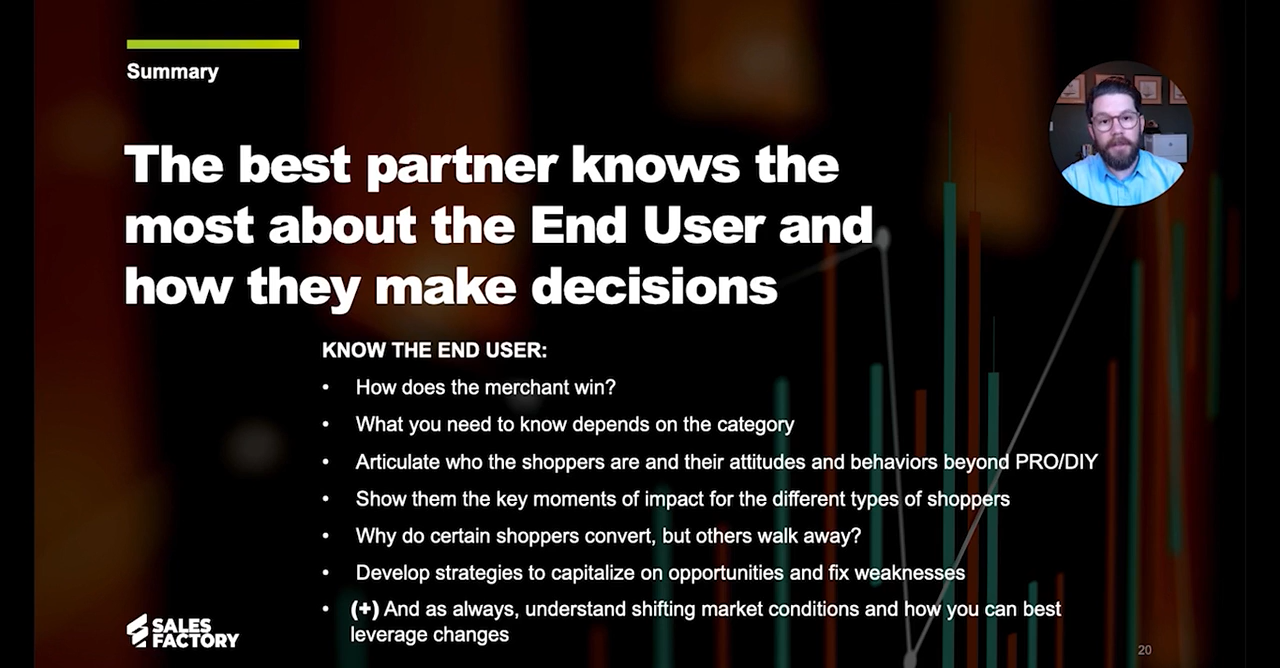 Summary
The best partner knows the
most about the End User and
how they make decisions
KNOW THE END USER:
• How does the merchant win?
• What you need to know depends on the category
• Articulate who the shoppers are and their attitudes and behaviors beyond PRO/DIY
• Show them the key moments of impact for the different types of shoppers
• Why do certain shoppers convert, but others walk away?
• Develop strategies to capitalize on opportunities and fix weaknesses
• (+) And as always, understand shifting market conditions and how you can best
leverage changes
SALES
FACTORY
20